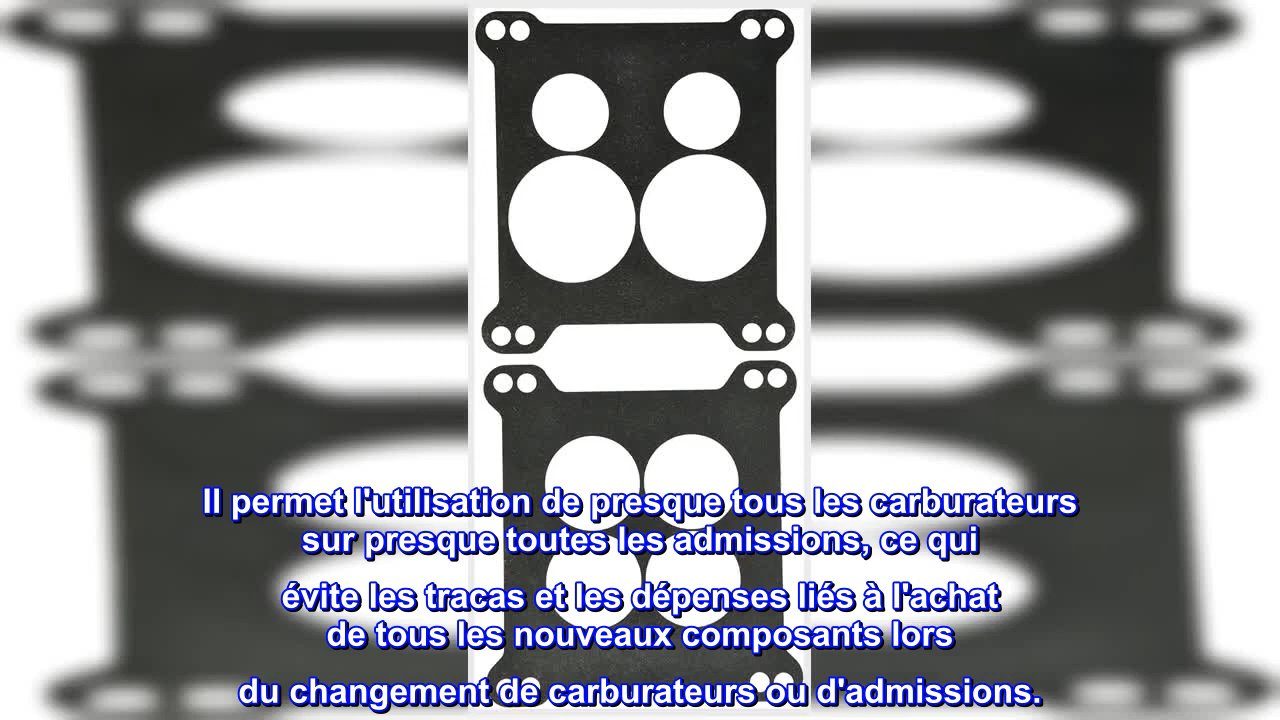 Il permet l'utilisation de presque tous les carburateurs
sur presque toutes les admissions, ce qui
évite les tracas et les dépenses liés à l'achat
de tous les nouveaux composants lors
du changement de carburateurs ou d'admissions.